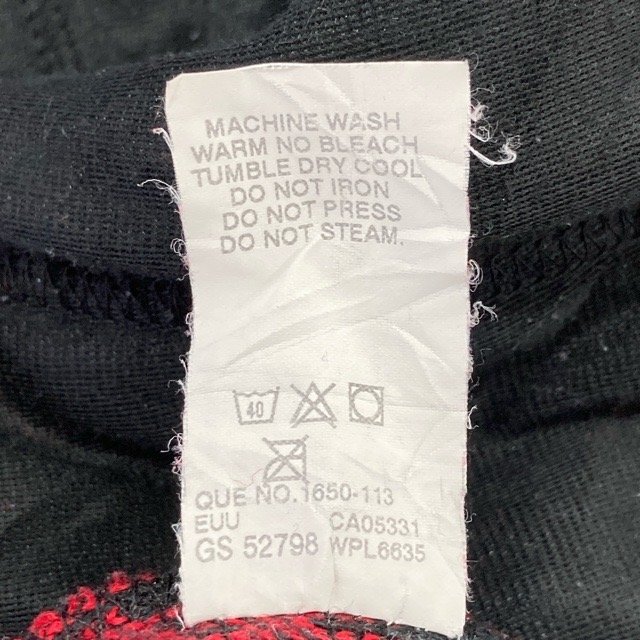 MACHINE WASH
WARM NO BLEACH
TUMBLE DRY COOL
DO NOT IRON
DO NOT PRESS
DO NOT STEAM.
40
QUE NO. 1650-113
EUU CA05331
GS 52798 WPL6635